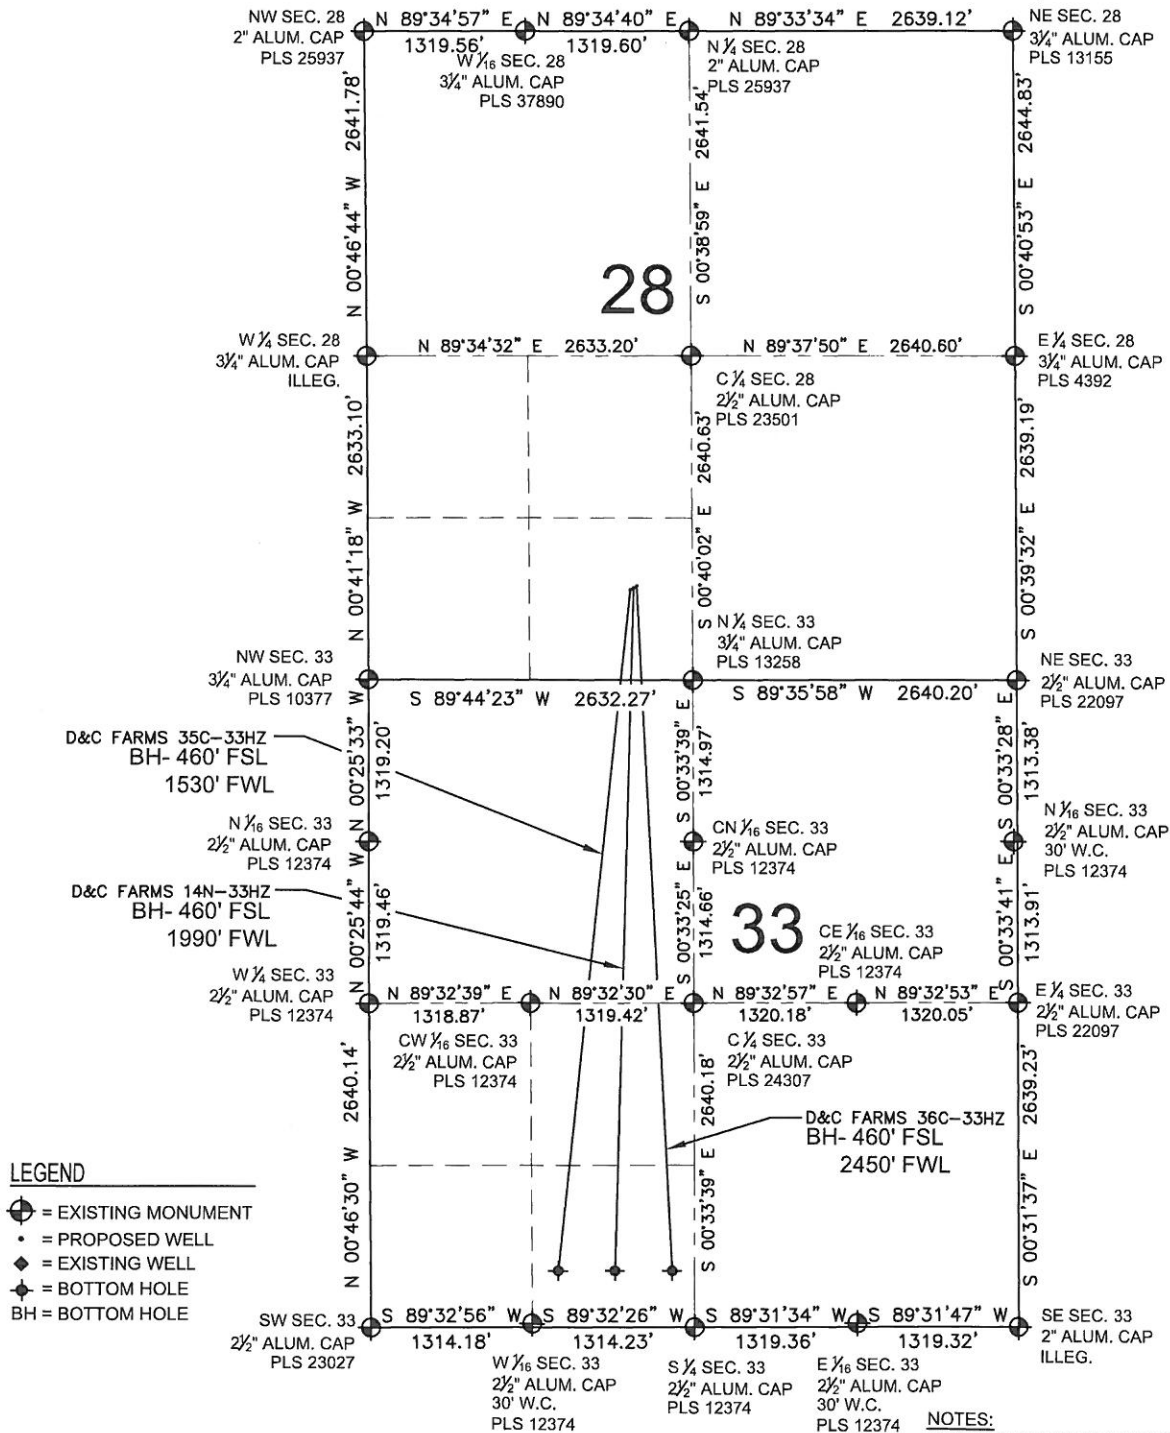 NW SEC. 28
2" ALUM. CAP
PLS 25937
N 89°34'57" E
1319.56'
N 89°34'40" E
1319.60'
N 89°33'34" E 2639.12'
NE SEC. 28
3¼" ALUM. CAP
PLS 13155
W ⅟16 SEC. 28
3¼" ALUM. CAP
PLS 37890
N ¼ SEC. 28
2" ALUM. CAP
PLS 25937
N 00°46'44" W 2641.78'
S 00°38'59" E 2641.54'
S 00°40'53" E 2644.83'
28
W ¼ SEC. 28
3¼" ALUM. CAP
ILLEG.
N 89°34'32" E 2633.20'
N 89°37'50" E 2640.60'
E ¼ SEC. 28
3¼" ALUM. CAP
PLS 4392
C ¼ SEC. 28
2½" ALUM. CAP
PLS 23501
N 00°41'18" W 2633.10'
S 00°40'02" E 2640.63'
S 00°39'32" E 2639.19'
NW SEC. 33
3¼" ALUM. CAP
PLS 10377
N ¼ SEC. 33
3¼" ALUM. CAP
PLS 13258
NE SEC. 33
2½" ALUM. CAP
PLS 22097
S 89°44'23" W 2632.27'
S 89°35'58" W 2640.20'
D&C FARMS 35C-33HZ
BH- 460' FSL
1530' FWL
N 00°25'33" W
1319.20'
S 00°33'39" E
1314.97'
S 00°33'28" E
1313.38'
N ⅟16 SEC. 33
2½" ALUM. CAP
PLS 12374
CN ⅟16 SEC. 33
2½" ALUM. CAP
PLS 12374
N ⅟16 SEC. 33
2½" ALUM. CAP
30' W.C.
PLS 12374
D&C FARMS 14N-33HZ
BH- 460' FSL
1990' FWL
N 00°25'44" W
1319.46'
S 00°33'25" E
1314.66'
33
S 00°33'41" E
1313.91'
CE ⅟16 SEC. 33
2½" ALUM. CAP
PLS 12374
W ¼ SEC. 33
2½" ALUM. CAP
PLS 12374
N 89°32'39" E
1318.87'
N 89°32'30" E
1319.42'
N 89°32'57" E
1320.18'
N 89°32'53" E
1320.05'
E ¼ SEC. 33
2½" ALUM. CAP
PLS 22097
CW ⅟16 SEC. 33
2½" ALUM. CAP
PLS 12374
C ¼ SEC. 33
2½" ALUM. CAP
PLS 24307
N 00°46'30" W 2640.14'
S 00°33'39" E 2640.18'
S 00°31'37" E 2639.23'
D&C FARMS 36C-33HZ
BH- 460' FSL
2450' FWL
LEGEND
= EXISTING MONUMENT
= PROPOSED WELL
= EXISTING WELL
= BOTTOM HOLE
BH = BOTTOM HOLE
SW SEC. 33
2½" ALUM. CAP
PLS 23027
S 89°32'56" W
1314.18'
S 89°32'26" W
1314.23'
S 89°31'34" W
1319.36'
S 89°31'47" W
1319.32'
SE SEC. 33
2" ALUM. CAP
ILLEG.
W ⅟16 SEC. 33
2½" ALUM. CAP
30' W.C.
PLS 12374
S ¼ SEC. 33
2½" ALUM. CAP
PLS 12374
E ⅟16 SEC. 33
2½" ALUM. CAP
30' W.C.
PLS 12374
NOTES: